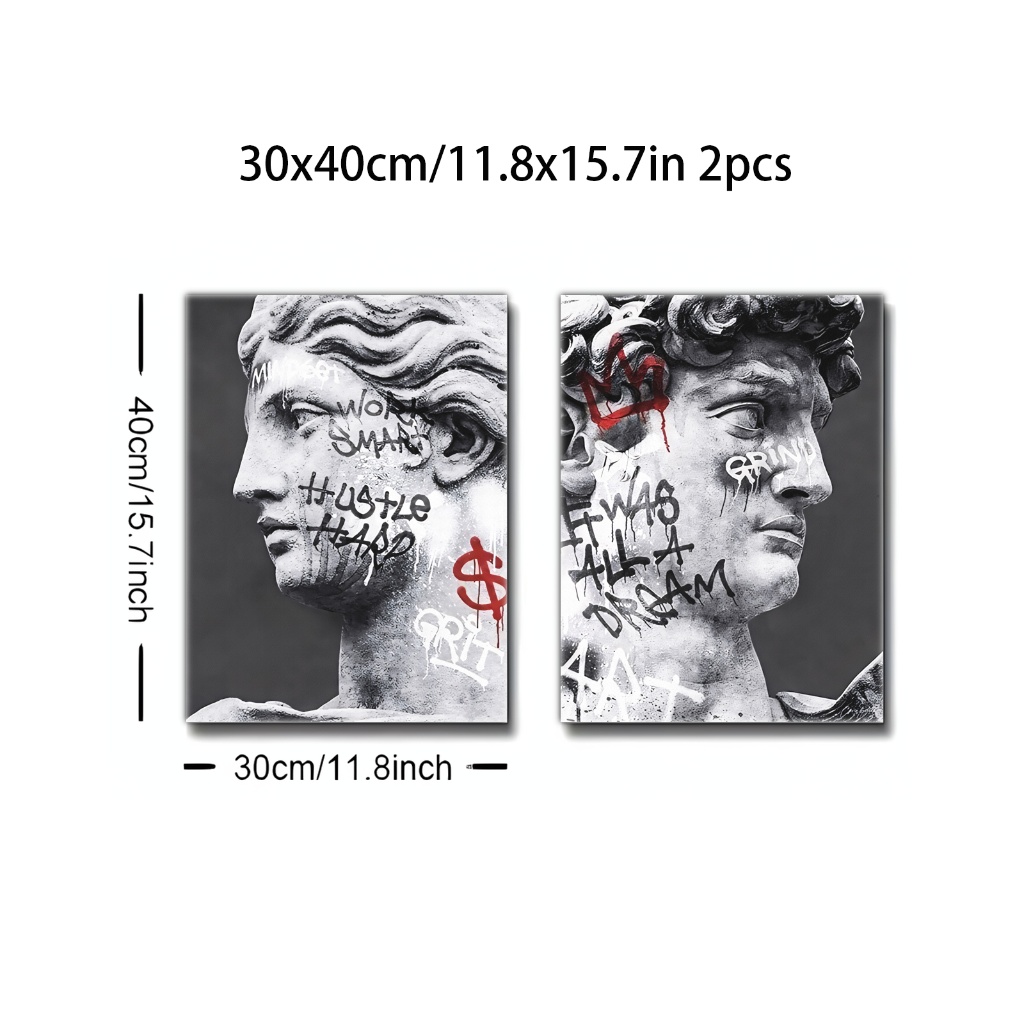 30x40cm/11.8x15.7in 2pcs
40cm/15.7inch
MINDSET
WORK
SMART
HUSTLE
HARD
$
GRIT
GRIND
IT WAS
ALL A
DREAM
30cm/11.8inch